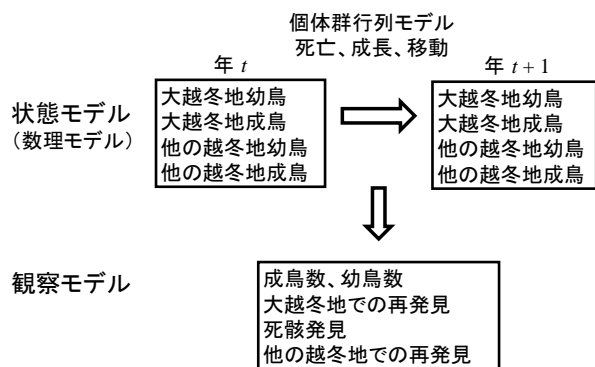 個体群行列モデル
死亡、成長、移動
年 t
年 t + 1
状態モデル
（数理モデル）
大越冬地幼鳥
大越冬地成鳥
他の越冬地幼鳥
他の越冬地成鳥
大越冬地幼鳥
大越冬地成鳥
他の越冬地幼鳥
他の越冬地成鳥
観察モデル
成鳥数、幼鳥数
大越冬地での再発見
死骸発見
他の越冬地での再発見